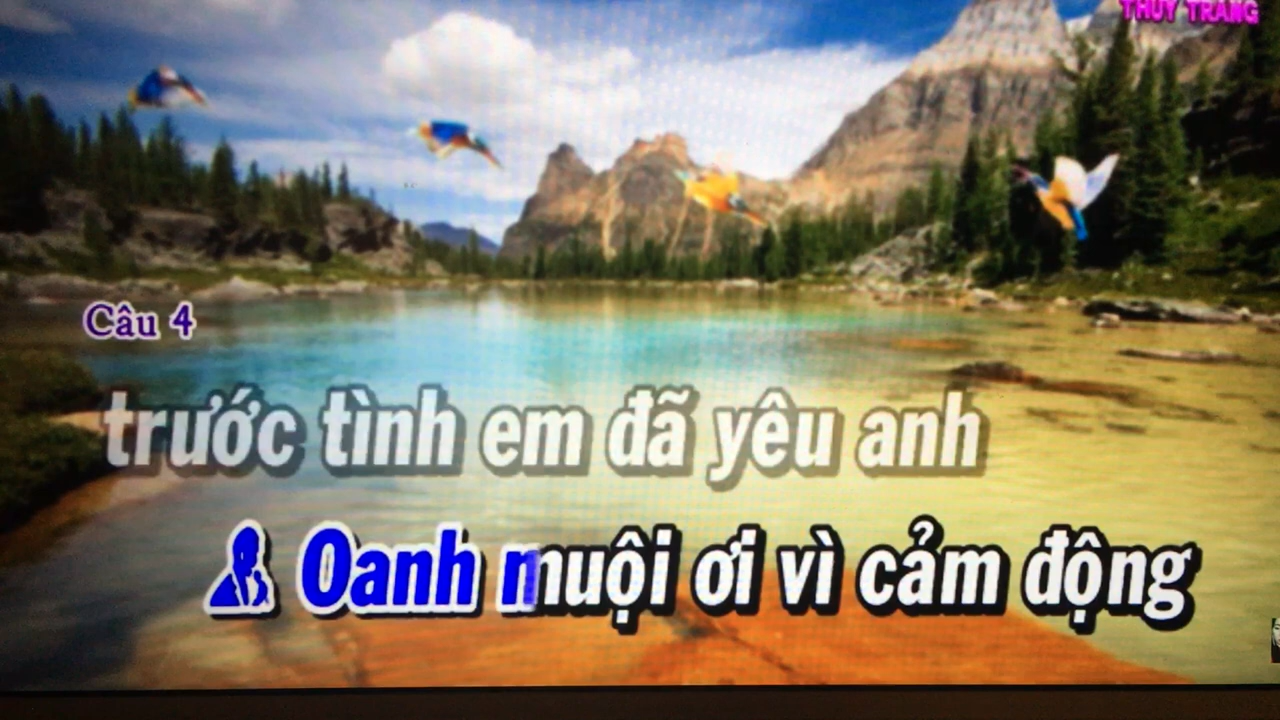 THUY TRANG
Câu 4
trước tình em đã yêu anh
Oanh muội ơi vì cảm động